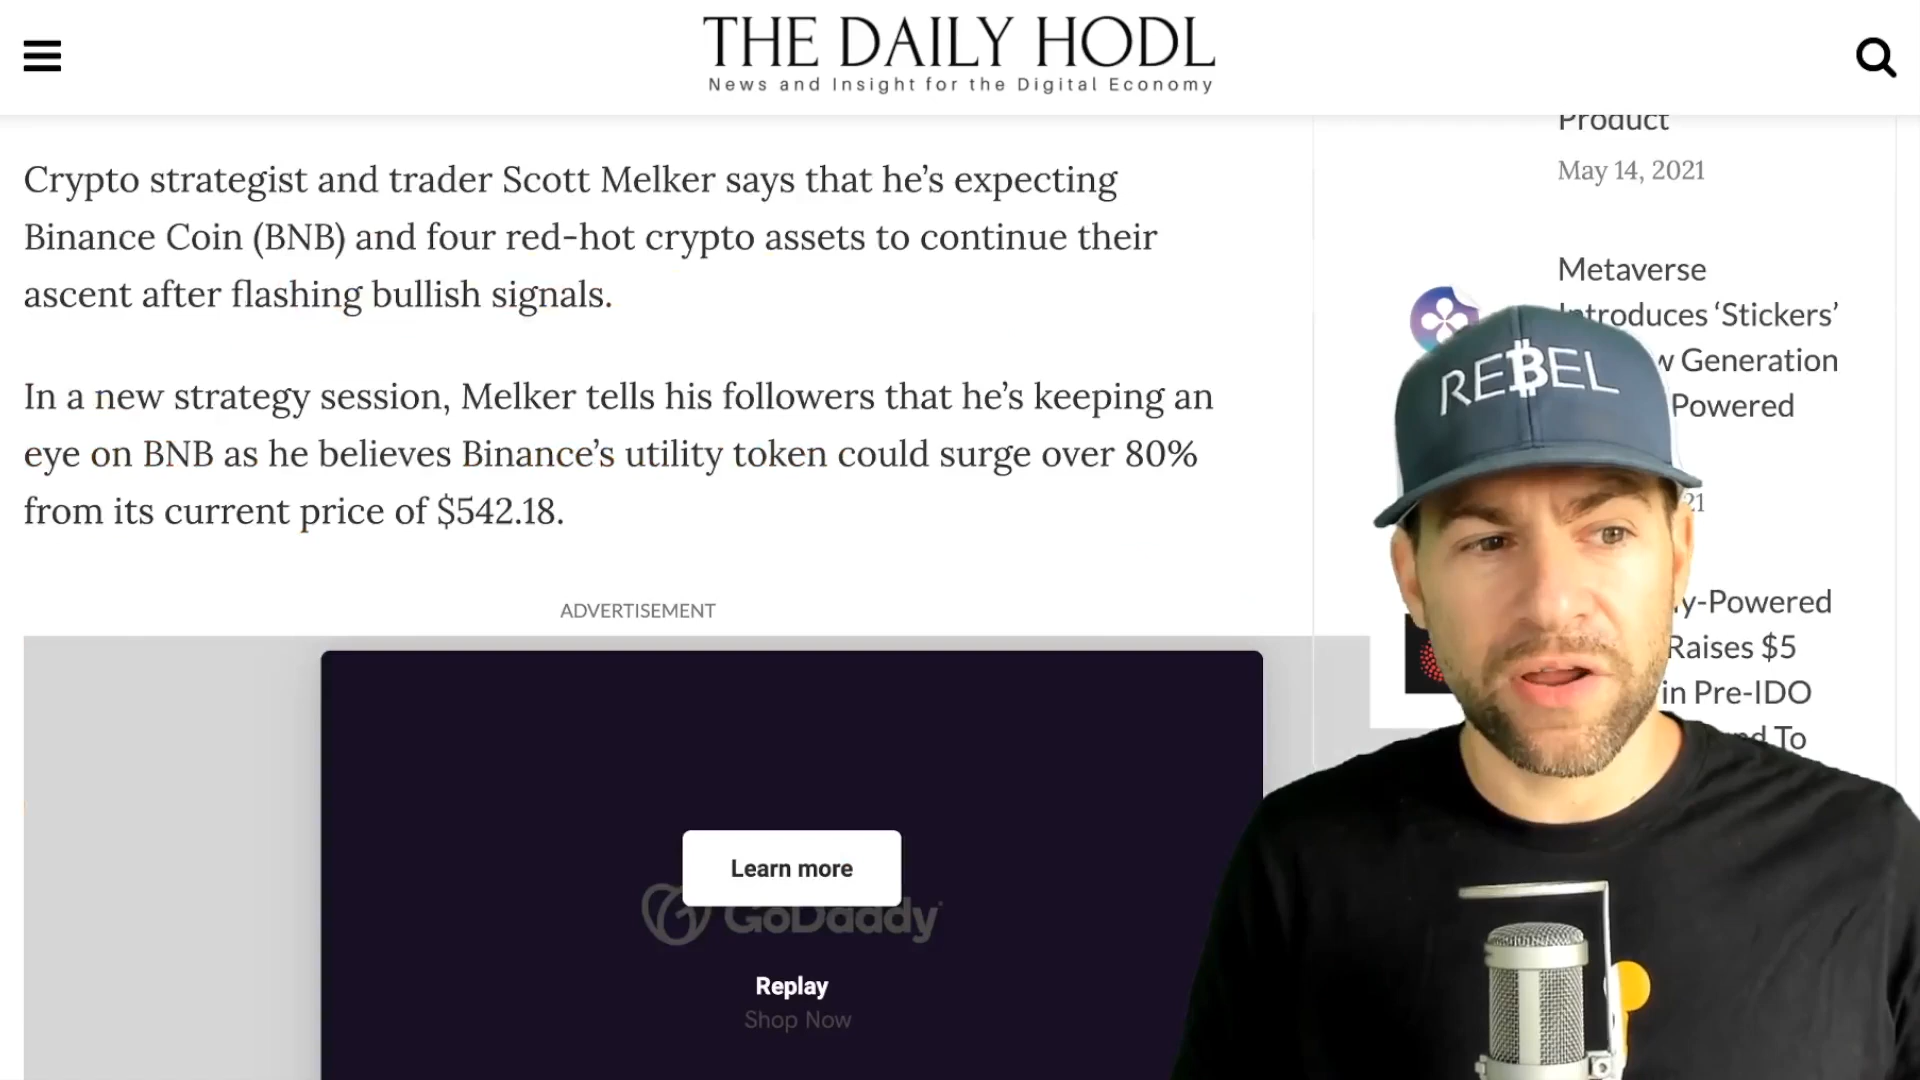 THE DAILY HODL
News and Insight for the Digital Economy
Crypto strategist and trader Scott Melker says that he’s expecting
Binance Coin (BNB) and four red-hot crypto assets to continue their
ascent after flashing bullish signals.
In a new strategy session, Melker tells his followers that he’s keeping an
eye on BNB as he believes Binance’s utility token could surge over 80%
from its current price of $542.18.
ADVERTISEMENT
Learn more
GoDaddy
Replay
Shop Now
Product
May 14, 2021
Metaverse
Introduces ‘Stickers’
Generation
Powered
21
-Powered
Raises $5
in Pre-IDO
To
REBEL